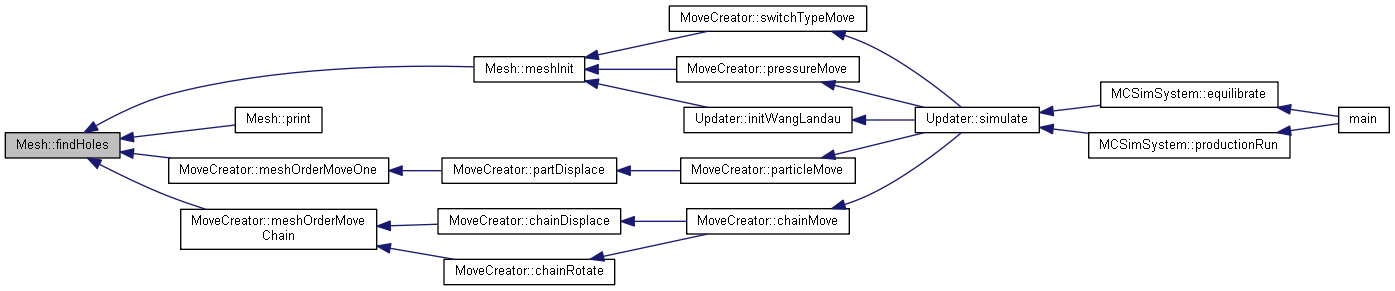 Mesh::findHoles
Mesh::meshInit
Mesh::print
MoveCreator::meshOrderMoveOne
MoveCreator::meshOrderMove
Chain
MoveCreator::switchTypeMove
MoveCreator::pressureMove
Updater::initWangLandau
MoveCreator::partDisplace
MoveCreator::particleMove
MoveCreator::chainDisplace
MoveCreator::chainRotate
MoveCreator::chainMove
Updater::simulate
MCSimSystem::equilibrate
MCSimSystem::productionRun
main